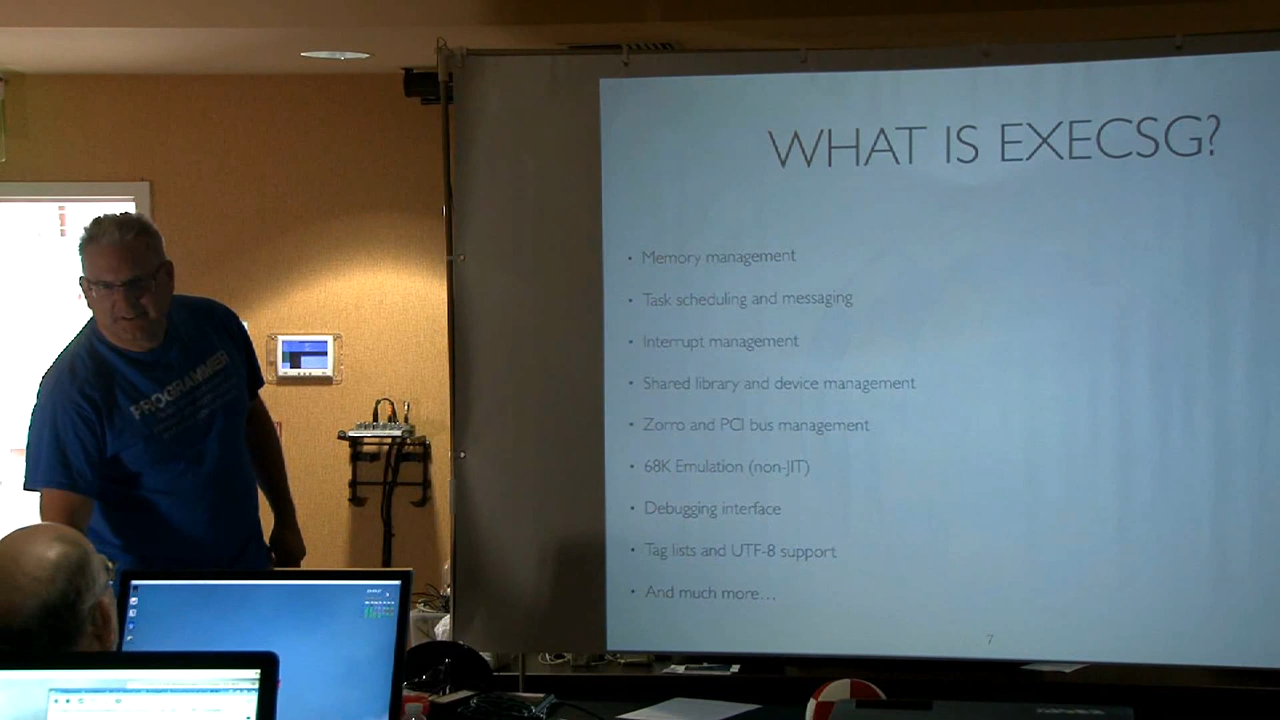 WHAT IS EXECSG?
• Memory management
• Task scheduling and messaging
• Interrupt management
• Shared library and device management
• Zorro and PCI bus management
• 68K Emulation (non-JIT)
• Debugging interface
• Tag lists and UTF-8 support
• And much more...
7
PROGRAMMER